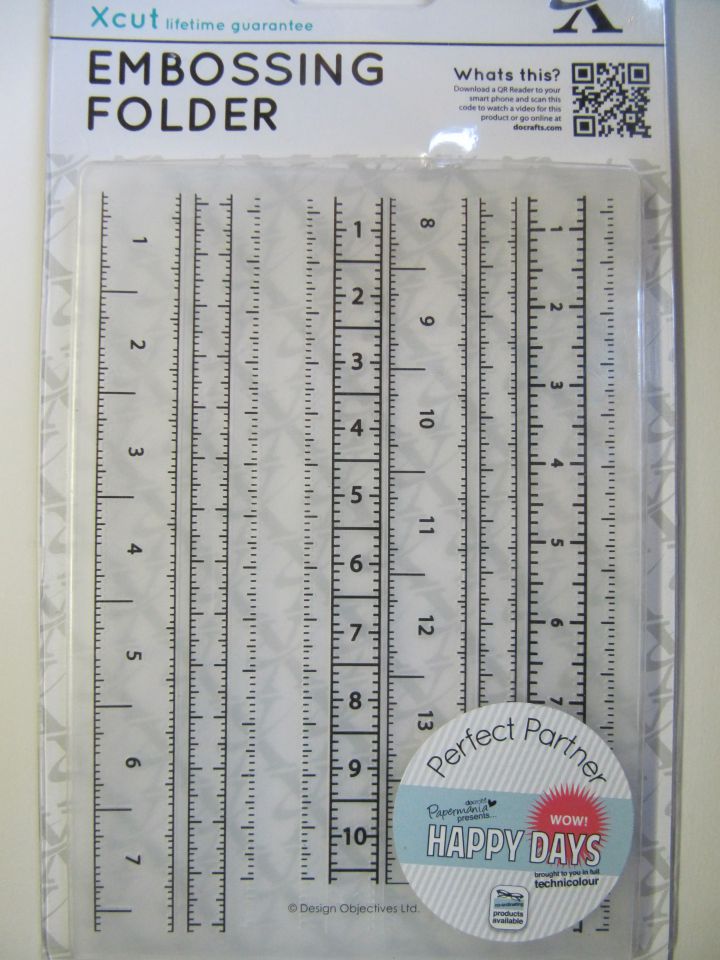 Xcut lifetime guarantee
EMBOSSING
FOLDER
Whats this?
Download a QR Reader to your
smart phone and scan this
code to watch a video for this
product or go online at
docrafts.com
1
2
3
4
5
6
7
1
2
3
4
5
6
7
8
9
10
8
9
10
11
12
13
1
2
3
4
5
6
7
Perfect Partner
docrafts
Papermania
presents...
WOW!
HAPPY DAYS
brought to you in full
technicolour
co-ordinating
products
available
© Design Objectives Ltd.